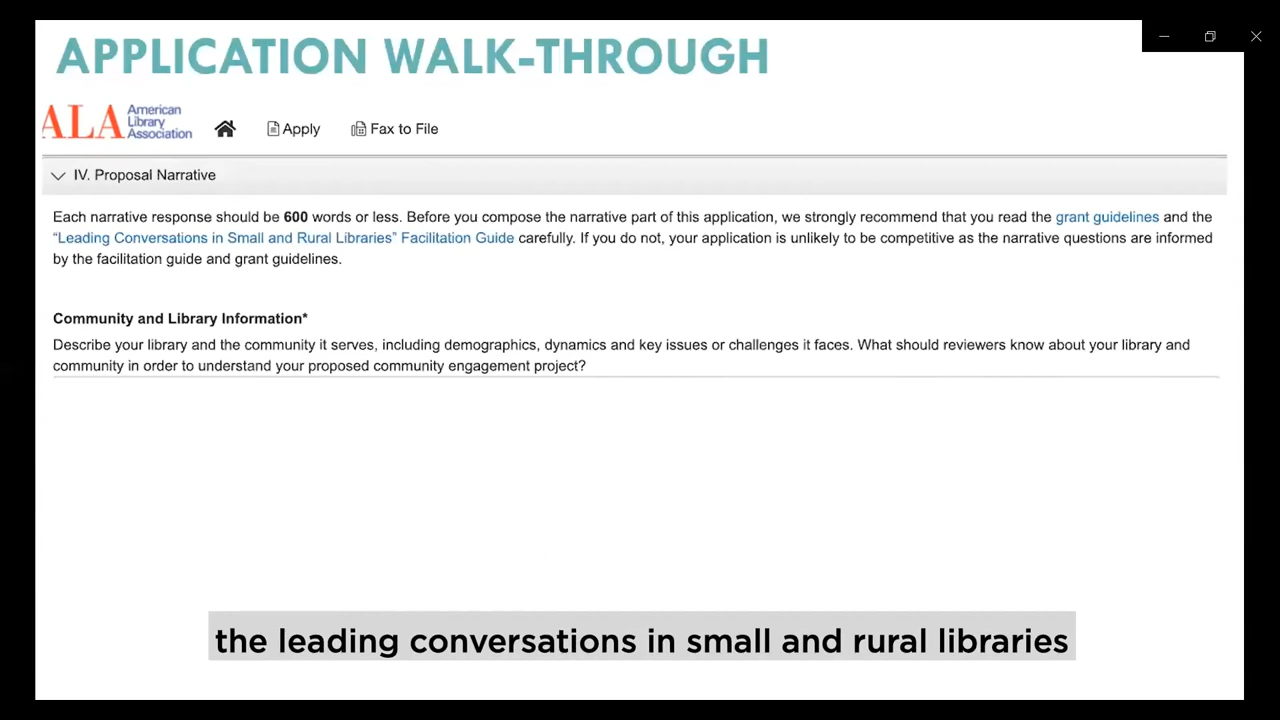 APPLICATION WALK-THROUGH
ALA American Library Association
Apply
Fax to File
IV. Proposal Narrative
Each narrative response should be 600 words or less. Before you compose the narrative part of this application, we strongly recommend that you read the grant guidelines and the
“Leading Conversations in Small and Rural Libraries” Facilitation Guide carefully. If you do not, your application is unlikely to be competitive as the narrative questions are informed
by the facilitation guide and grant guidelines.
Community and Library Information*
Describe your library and the community it serves, including demographics, dynamics and key issues or challenges it faces. What should reviewers know about your library and
community in order to understand your proposed community engagement project?
the leading conversations in small and rural libraries